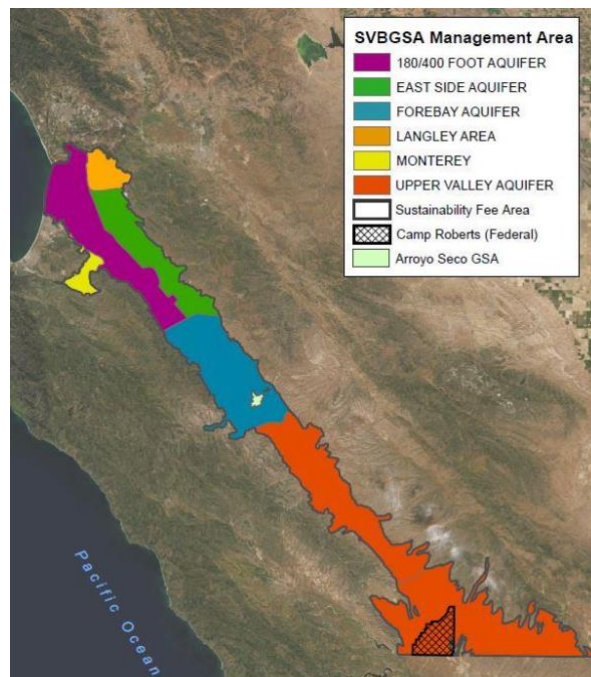 SVBGSA Management Area
180/400 FOOT AQUIFER
EAST SIDE AQUIFER
FOREBAY AQUIFER
LANGLEY AREA
MONTEREY
UPPER VALLEY AQUIFER
Sustainability Fee Area
Camp Roberts (Federal)
Arroyo Seco GSA
Pacific Ocean